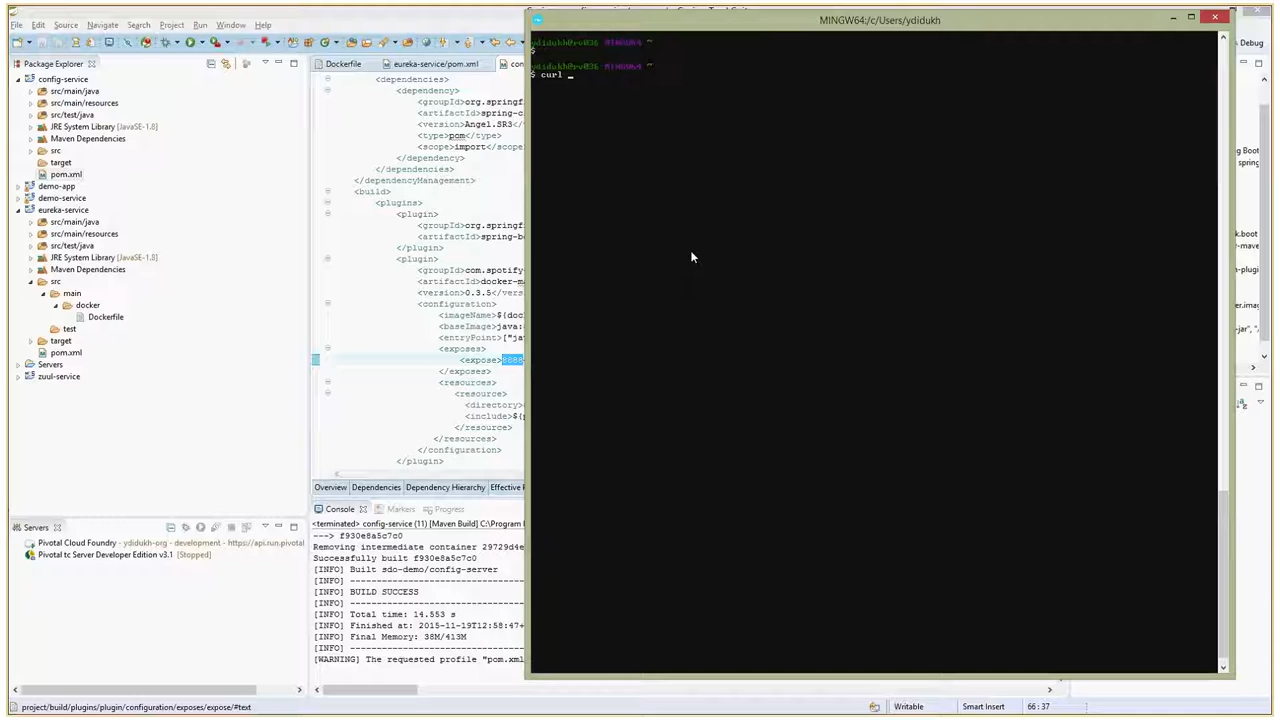 MINGW64:/c/Users/ydidukh
File Edit Source Navigate Search Project Run Window Help
Debug
Package Explorer
Dockerfile
eureka-service/pom.xml
ydidukh@rv036 MINGW64 ~
$
ydidukh@rv036 MINGW64 ~
$ curl _
config-service
src/main/java
src/main/resources
src/test/java
JRE System Library [JavaSE-1.8]
Maven Dependencies
src
target
pom.xml
demo-app
demo-service
eureka-service
src/main/java
src/main/resources
src/test/java
JRE System Library [JavaSE-1.8]
Maven Dependencies
src
main
docker
Dockerfile
test
target
pom.xml
Servers
zuul-service
<dependencies>
<dependency>
<groupId>org.springf
<artifactId>spring-c
<version>Angel.SR3</
<type>pom</type>
<scope>import</scope>
</dependency>
</dependencies>
</dependencyManagement>
<build>
<plugins>
<plugin>
<groupId>org.springf
<artifactId>spring-b
</plugin>
<plugin>
<groupId>com.spotify
<artifactId>docker-m
<version>0.3.5</vers
<configuration>
<imageName>${doc
<baseImage>java:
<entryPoint>["ja
<exposes>
<expose>8888
</exposes>
<resources>
<resource>
<directory>
<include>${p
</resource>
</resources>
</configuration>
</plugin>
Overview Dependencies Dependency Hierarchy Effective
Servers
Pivotal Cloud Foundry - ydidukh-org - development - https://api.run.pivotal
Pivotal tc Server Developer Edition v3.1 [Stopped]
Console Markers Progress
<terminated> config-service (11) [Maven Build] C:\Program
---> f930e8a5c7c0
Removing intermediate container 29729d4e
Successfully built f930e8a5c7c0
[INFO] Built sdo-demo/config-server
[INFO] ----------------------------
[INFO] BUILD SUCCESS
[INFO] ----------------------------
[INFO] Total time: 14.553 s
[INFO] Finished at: 2015-11-19T12:58:47+
[INFO] Final Memory: 38M/413M
[INFO] ----------------------------
[WARNING] The requested profile "pom.xml
project/build/plugins/plugin/configuration/exposes/expose/#text
Writable
Smart Insert
66 : 37